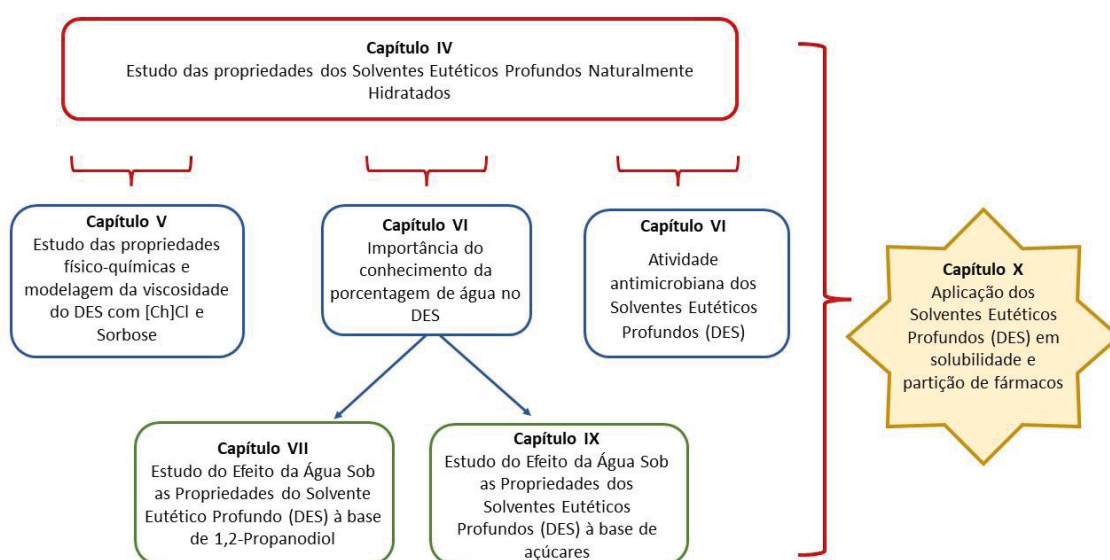 Capítulo IV
Estudo das propriedades dos Solventes Eutéticos Profundos Naturalmente
Hidratados
Capítulo V
Estudo das propriedades
físico-químicas e
modelagem da viscosidade
do DES com [Ch]Cl e
Sorbose
Capítulo VI
Importância do
conhecimento da
porcentagem de água no
DES
Capítulo VI
Atividade
antimicrobiana dos
Solventes Eutéticos
Profundos (DES)
Capítulo X
Aplicação dos
Solventes Eutéticos
Profundos (DES) em
solubilidade e
partição de fármacos
Capítulo VII
Estudo do Efeito da Água Sob
as Propriedades do Solvente
Eutético Profundo (DES) à base
de 1,2-Propanodiol
Capítulo IX
Estudo do Efeito da Água Sob
as Propriedades dos
Solventes Eutéticos
Profundos (DES) à base de
açúcares